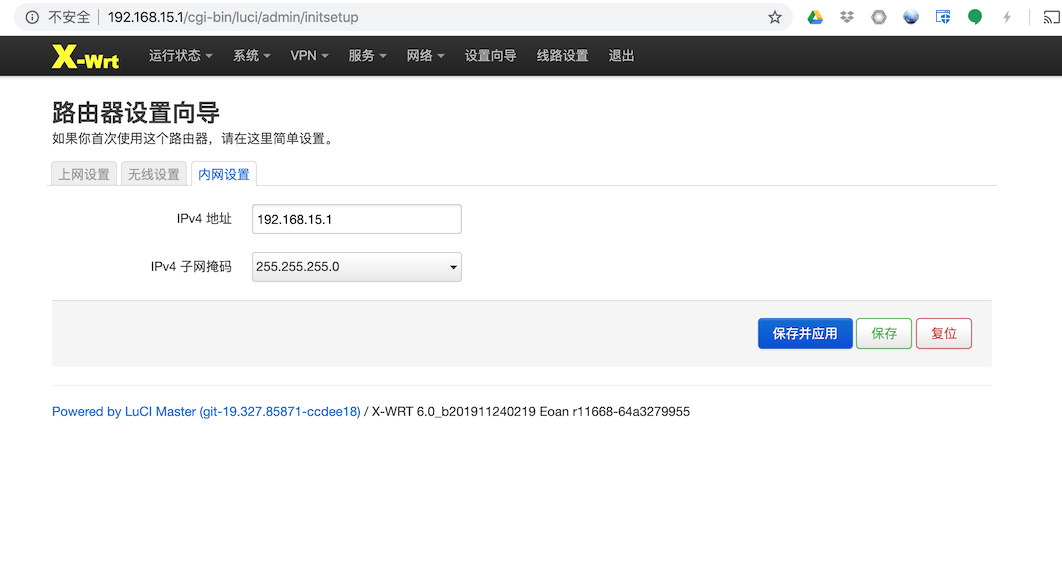 不安全 192.168.15.1/cgi-bin/luci/admin/initsetup
X-Wrt 运行状态 系统 VPN 服务 网络 设置向导 线路设置 退出
路由器设置向导
如果你首次使用这个路由器，请在这里简单设置。
上网设置 无线设置 内网设置
IPv4 地址 192.168.15.1
IPv4 子网掩码 255.255.255.0
保存并应用 保存 复位
Powered by LuCI Master (git-19.327.85871-ccdee18) / X-WRT 6.0_b201911240219 Eoan r11668-64a3279955